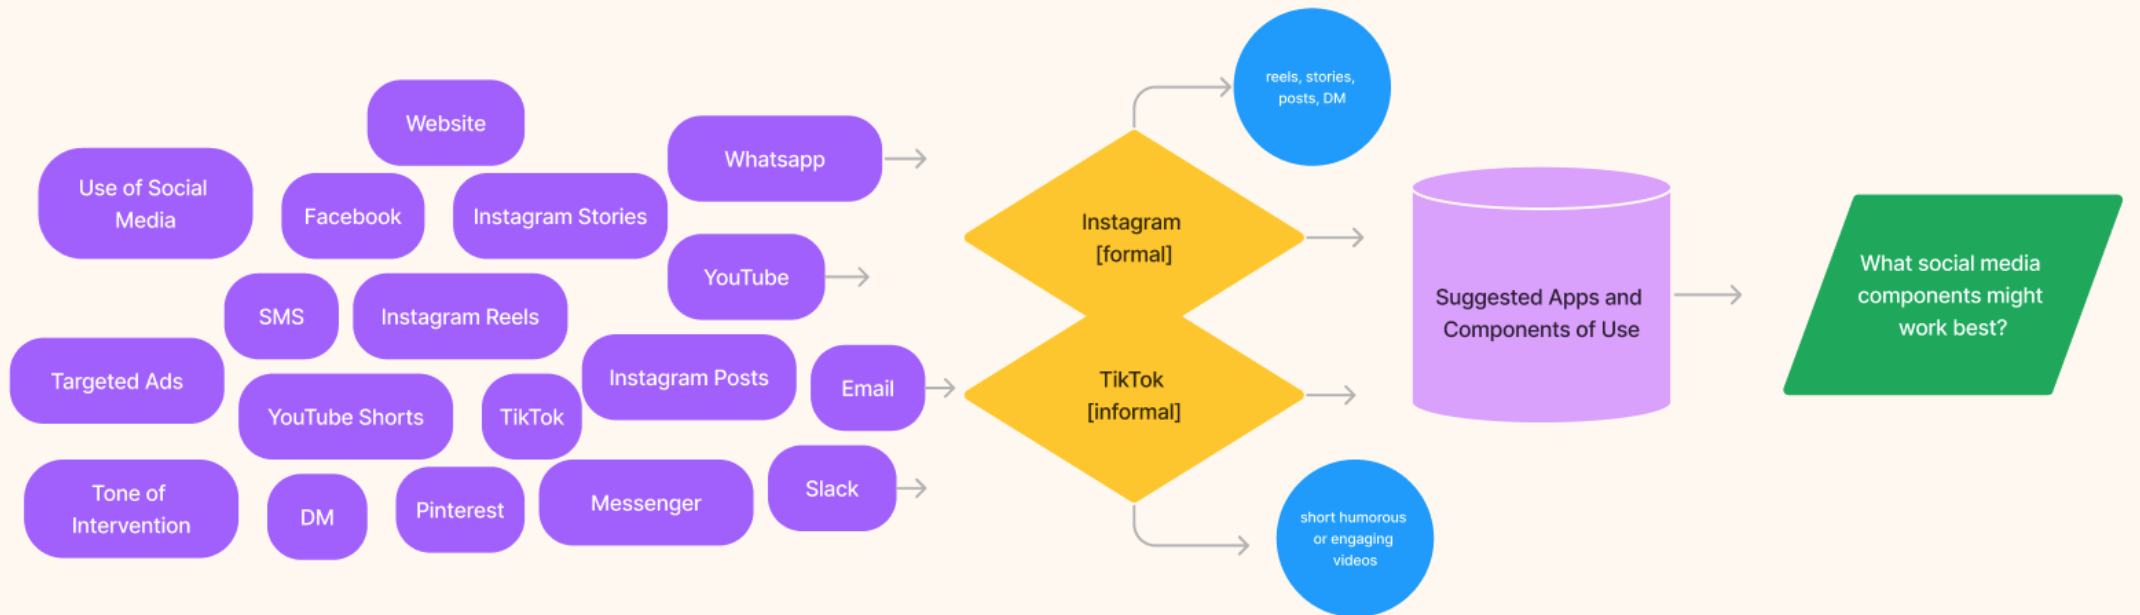 Website
Whatsapp
Use of Social
Media
Facebook
Instagram Stories
YouTube
SMS
Instagram Reels
Targeted Ads
Instagram Posts
Email
YouTube Shorts
TikTok
Tone of
Intervention
DM
Pinterest
Messenger
Slack
reels, stories,
posts, DM
Instagram
[formal]
TikTok
[informal]
short humorous
or engaging
videos
Suggested Apps and
Components of Use
What social media
components might
work best?